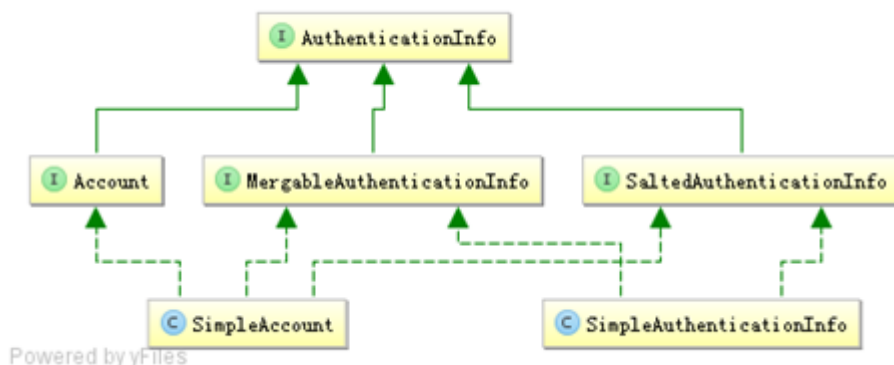 I AuthenticationInfo
I Account
I MergableAuthenticationInfo
I SaltedAuthenticationInfo
C SimpleAccount
C SimpleAuthenticationInfo
Powered by yFiles